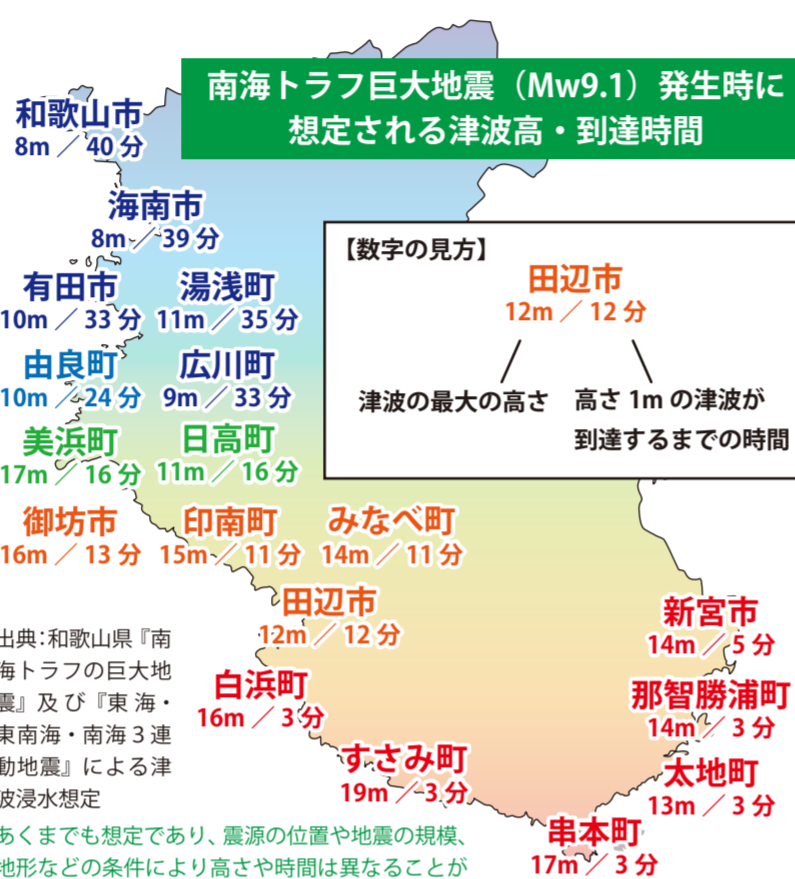 南海トラフ巨大地震（Mw9.1）発生時に
想定される津波高・到達時間
和歌山市
8m ／ 40 分
海南市
8m ／ 39 分
有田市
10m ／ 33 分
湯浅町
11m ／ 35 分
由良町
10m ／ 24 分
広川町
9m ／ 33 分
美浜町
17m ／ 16 分
日高町
11m ／ 16 分
御坊市
16m ／ 13 分
印南町
15m ／ 11 分
みなべ町
14m ／ 11 分
田辺市
12m ／ 12 分
白浜町
16m ／ 3 分
すさみ町
19m ／ 3 分
串本町
17m ／ 3 分
新宮市
14m ／ 5 分
那智勝浦町
14m ／ 3 分
太地町
13m ／ 3 分
【数字の見方】
田辺市
12m ／ 12 分
津波の最大の高さ
高さ 1m の津波が
到達するまでの時間
出典：和歌山県『南
海トラフの巨大地
震』及び『東海・
東南海・南海３連
動地震』による津
波浸水想定
あくまでも想定であり、震源の位置や地震の規模、
地形などの条件により高さや時間は異なることが